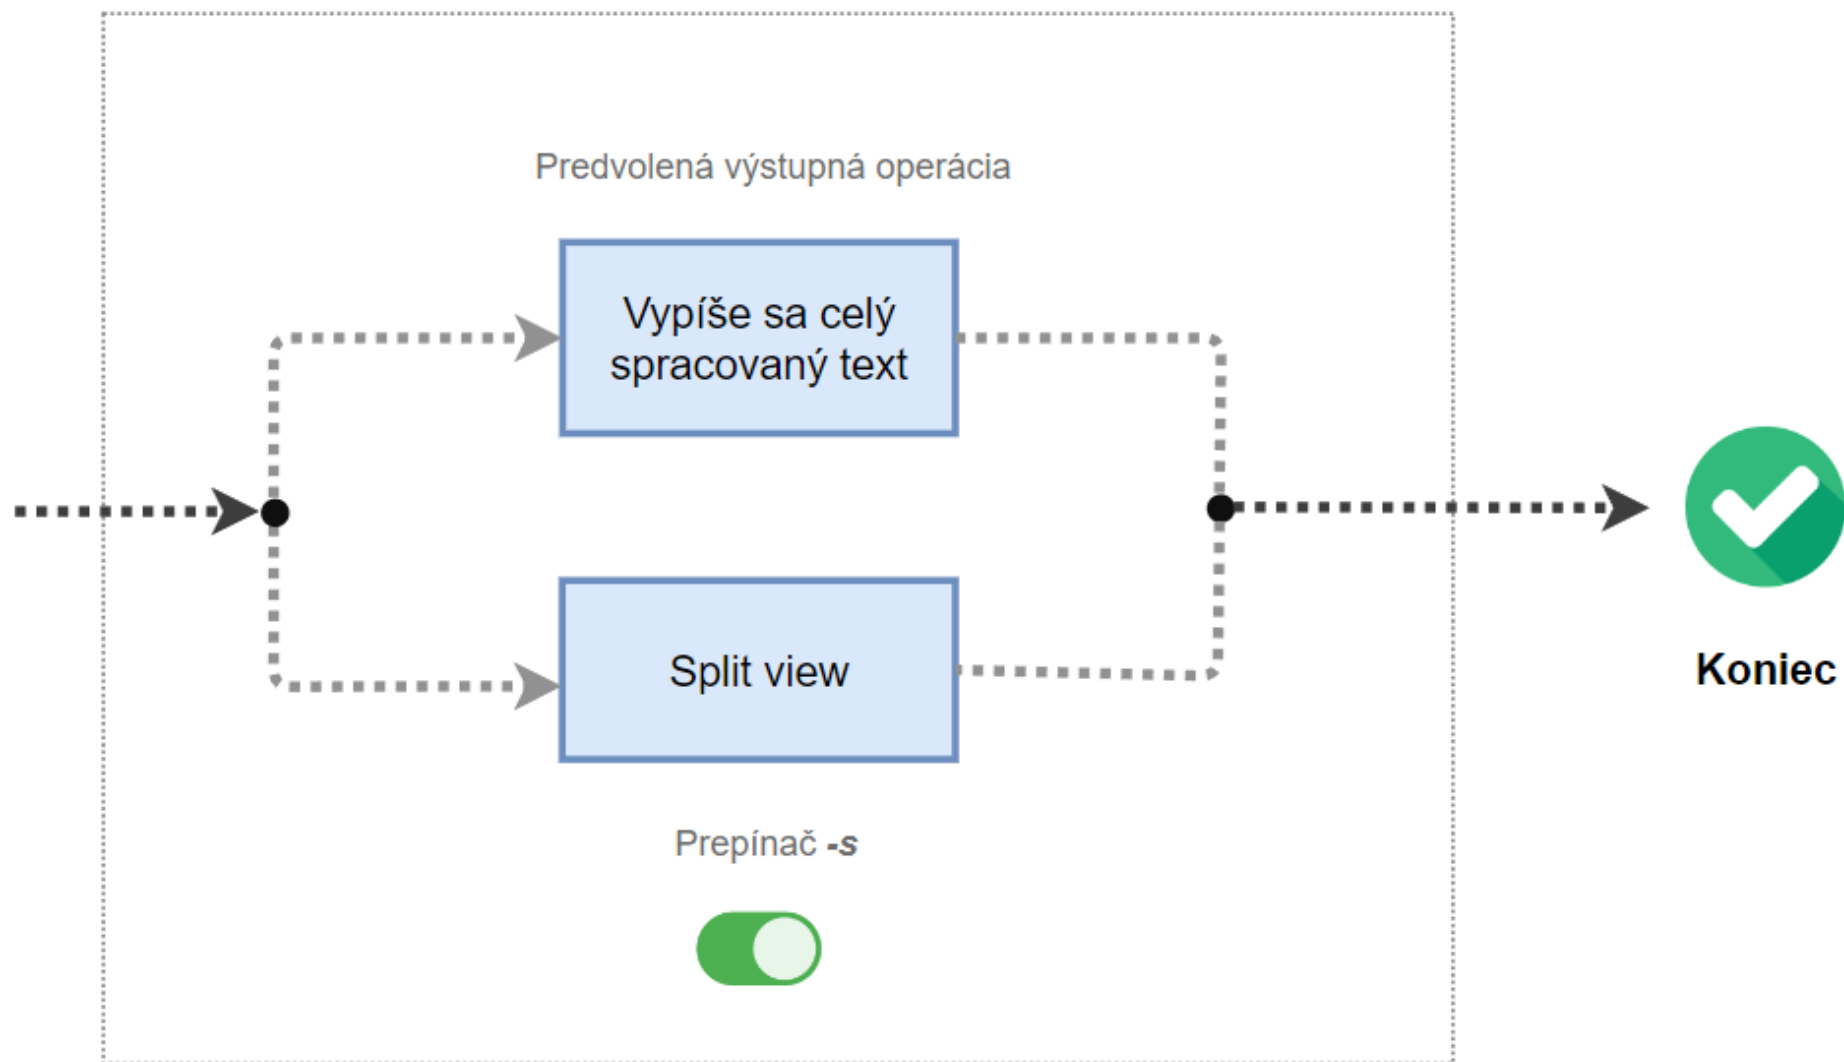 Predvolená výstupná operácia
Vypíše sa celý
spracovaný text
Split view
Prepínač -s
Koniec